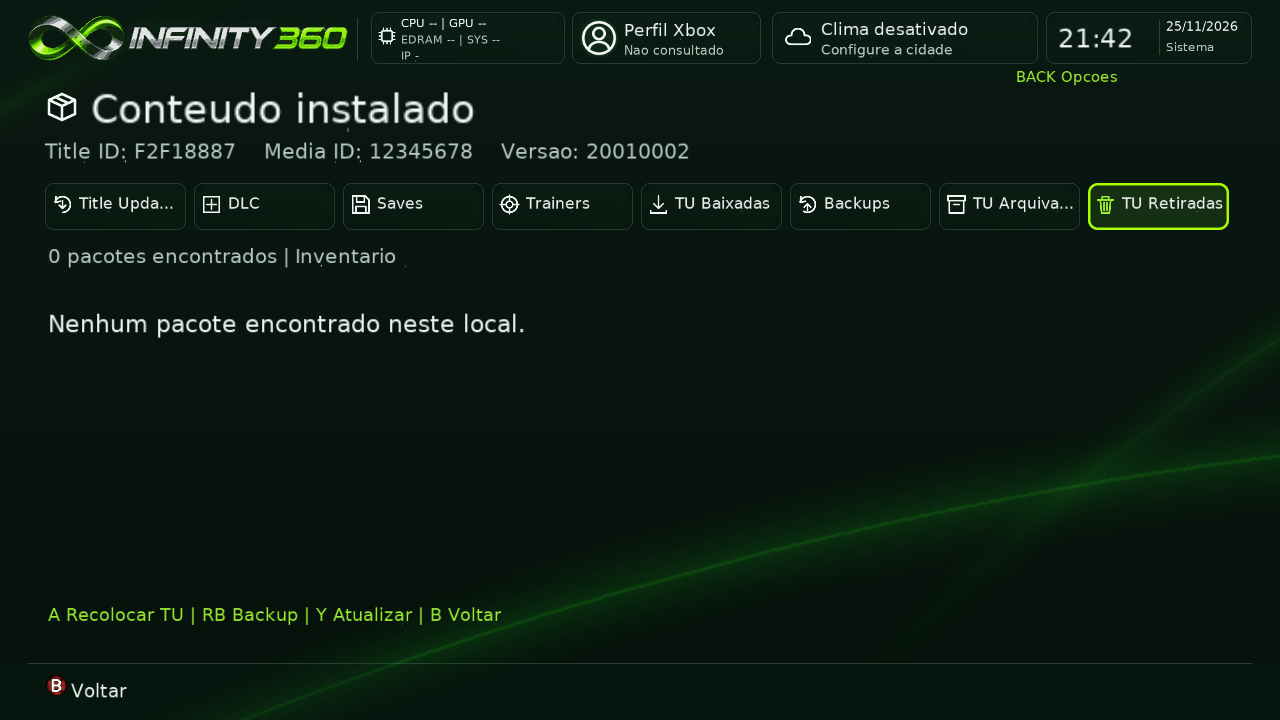 INFINITY 360
CPU -- | GPU --
EDRAM -- | SYS --
IP -
Perfil Xbox
Nao consultado
Clima desativado
Configure a cidade
21:42
25/11/2026
Sistema
BACK Opcoes
Conteudo instalado
Title ID: F2F18887 Media ID: 12345678 Versao: 20010002
Title Upda... DLC Saves Trainers TU Baixadas Backups TU Arquiva... TU Retiradas
0 pacotes encontrados | Inventario
Nenhum pacote encontrado neste local.
A Recolocar TU | RB Backup | Y Atualizar | B Voltar
B Voltar